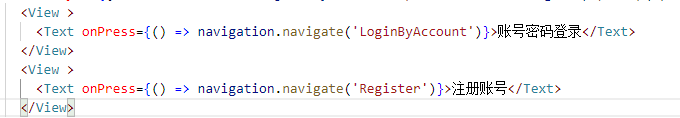 <View >
<Text onPress={() => navigation.navigate('LoginByAccount')}>账号密码登录</Text>
</View>
<View >
<Text onPress={() => navigation.navigate('Register')}>注册账号</Text>
</View>